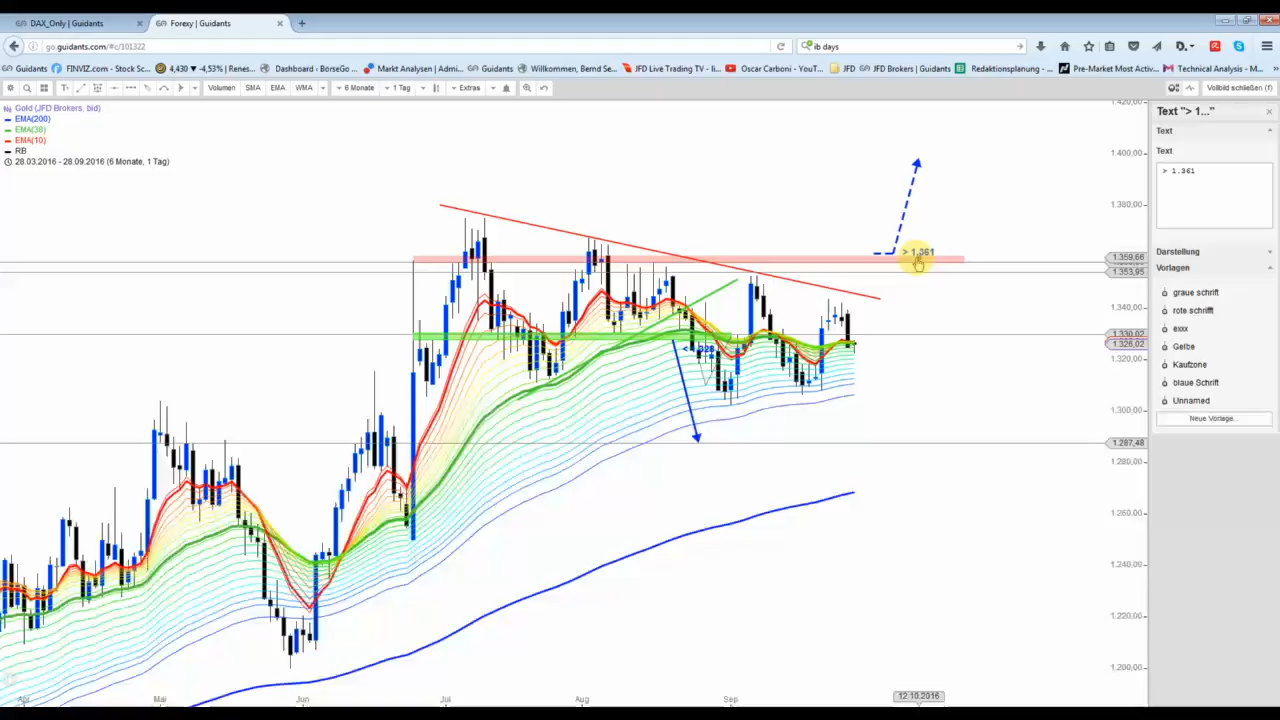 DAX_Only | Guidants
Forexy | Guidants
go.guidants.com/#c/101322
ib days
Guidants
FINVIZ.com - Stock Sc...
4,430 ▼ -4,53% | Renes...
Dashboard - BörseGo ...
Markt Analysen | Admi...
Guidants
Willkommen, Bernd Se...
JFD Live Trading TV - li...
Oscar Carboni - YouT...
JFD
JFD Brokers | Guidants
Redaktionsplanung - ...
Pre-Market Most Activ...
Technical Analysis - M...
Volumen
SMA
EMA
WMA
6 Monate
1 Tag
Extras
Vollbild schließen (f)
Gold (JFD Brokers, bid)
EMA(200)
EMA(38)
EMA(10)
RB
28.03.2016 - 28.09.2016 (6 Monate, 1 Tag)
1.420,00
1.400,00
1.380,00
1.359,66
1.353,95
1.340,00
1.330,02
1.326,02
1.320,00
1.300,00
1.287,48
1.280,00
1.260,00
1.240,00
1.220,00
1.200,00
> 1.361
Apr
Mai
Jun
Jul
Aug
Sep
12.10.2016
Text "> 1..."
Text
Text
> 1.361
Darstellung
Vorlagen
graue schrift
rote schrifft
exxx
Gelbe
Kaufzone
blaue Schrift
Unnamed
Neue Vorlage...